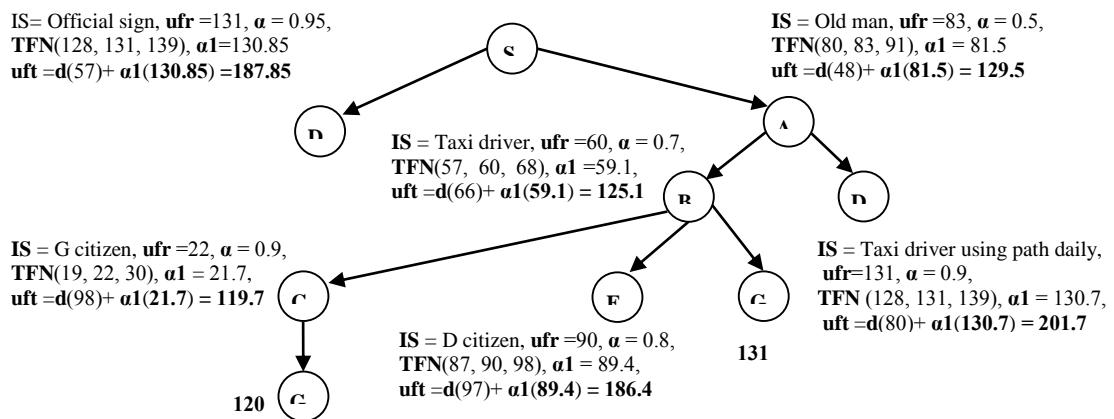 IS= Official sign, ufr =131, α = 0.95,
TFN(128, 131, 139), α1=130.85
uft =d(57)+ α1(130.85) =187.85
IS = Old man, ufr =83, α = 0.5,
TFN(80, 83, 91), α1 = 81.5
uft =d(48)+ α1(81.5) = 129.5
S
A
IS = Taxi driver, ufr =60, α = 0.7,
TFN(57, 60, 68), α1 =59.1,
uft =d(66)+ α1(59.1) = 125.1
IS = G citizen, ufr =22, α = 0.9,
TFN(19, 22, 30), α1 = 21.7,
uft =d(98)+ α1(21.7) = 119.7
IS = Taxi driver using path daily,
ufr=131, α = 0.9,
TFN (128, 131, 139), α1 = 130.7,
uft =d(80)+ α1(130.7) = 201.7
IS = D citizen, ufr =90, α = 0.8,
TFN(87, 90, 98), α1 = 89.4,
uft =d(97)+ α1(89.4) = 186.4
131
120